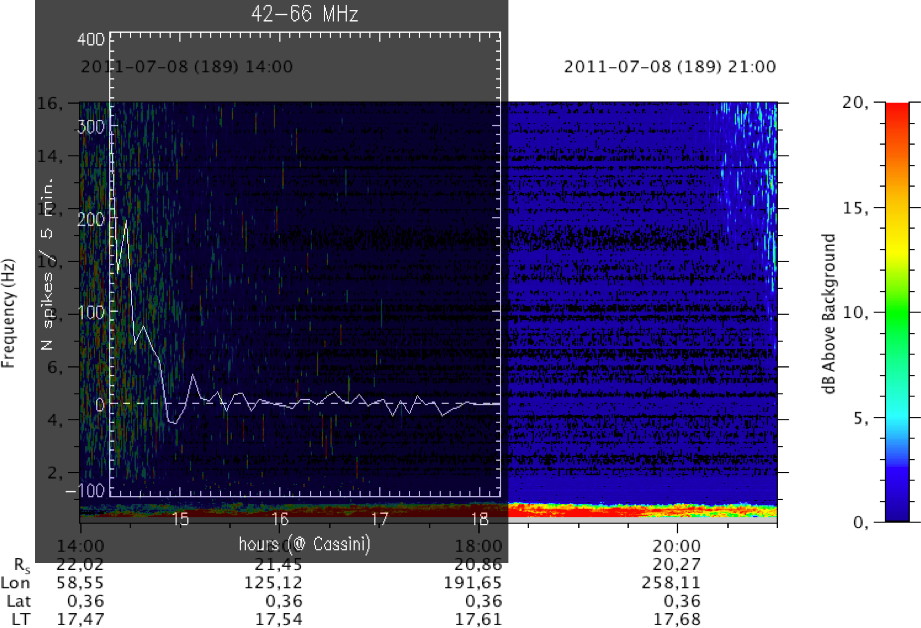 42-66 MHz
400
2011-07-08 (189) 14:00
2011-07-08 (189) 21:00
16,
20,
300
14,
12,
15,
200
10,
N spikes / 5 min.
Frequency (Hz)
dB Above Background
100
10,
6,
0
4,
5,
2,
-100
0,
15 16 17 18
hours (@ Cassini)
14:00 18:00 20:00
Rs 22,02 21,45 20,86 20,27
Lon 58,55 125,12 191,65 258,11
Lat 0,36 0,36 0,36 0,36
LT 17,47 17,54 17,61 17,68